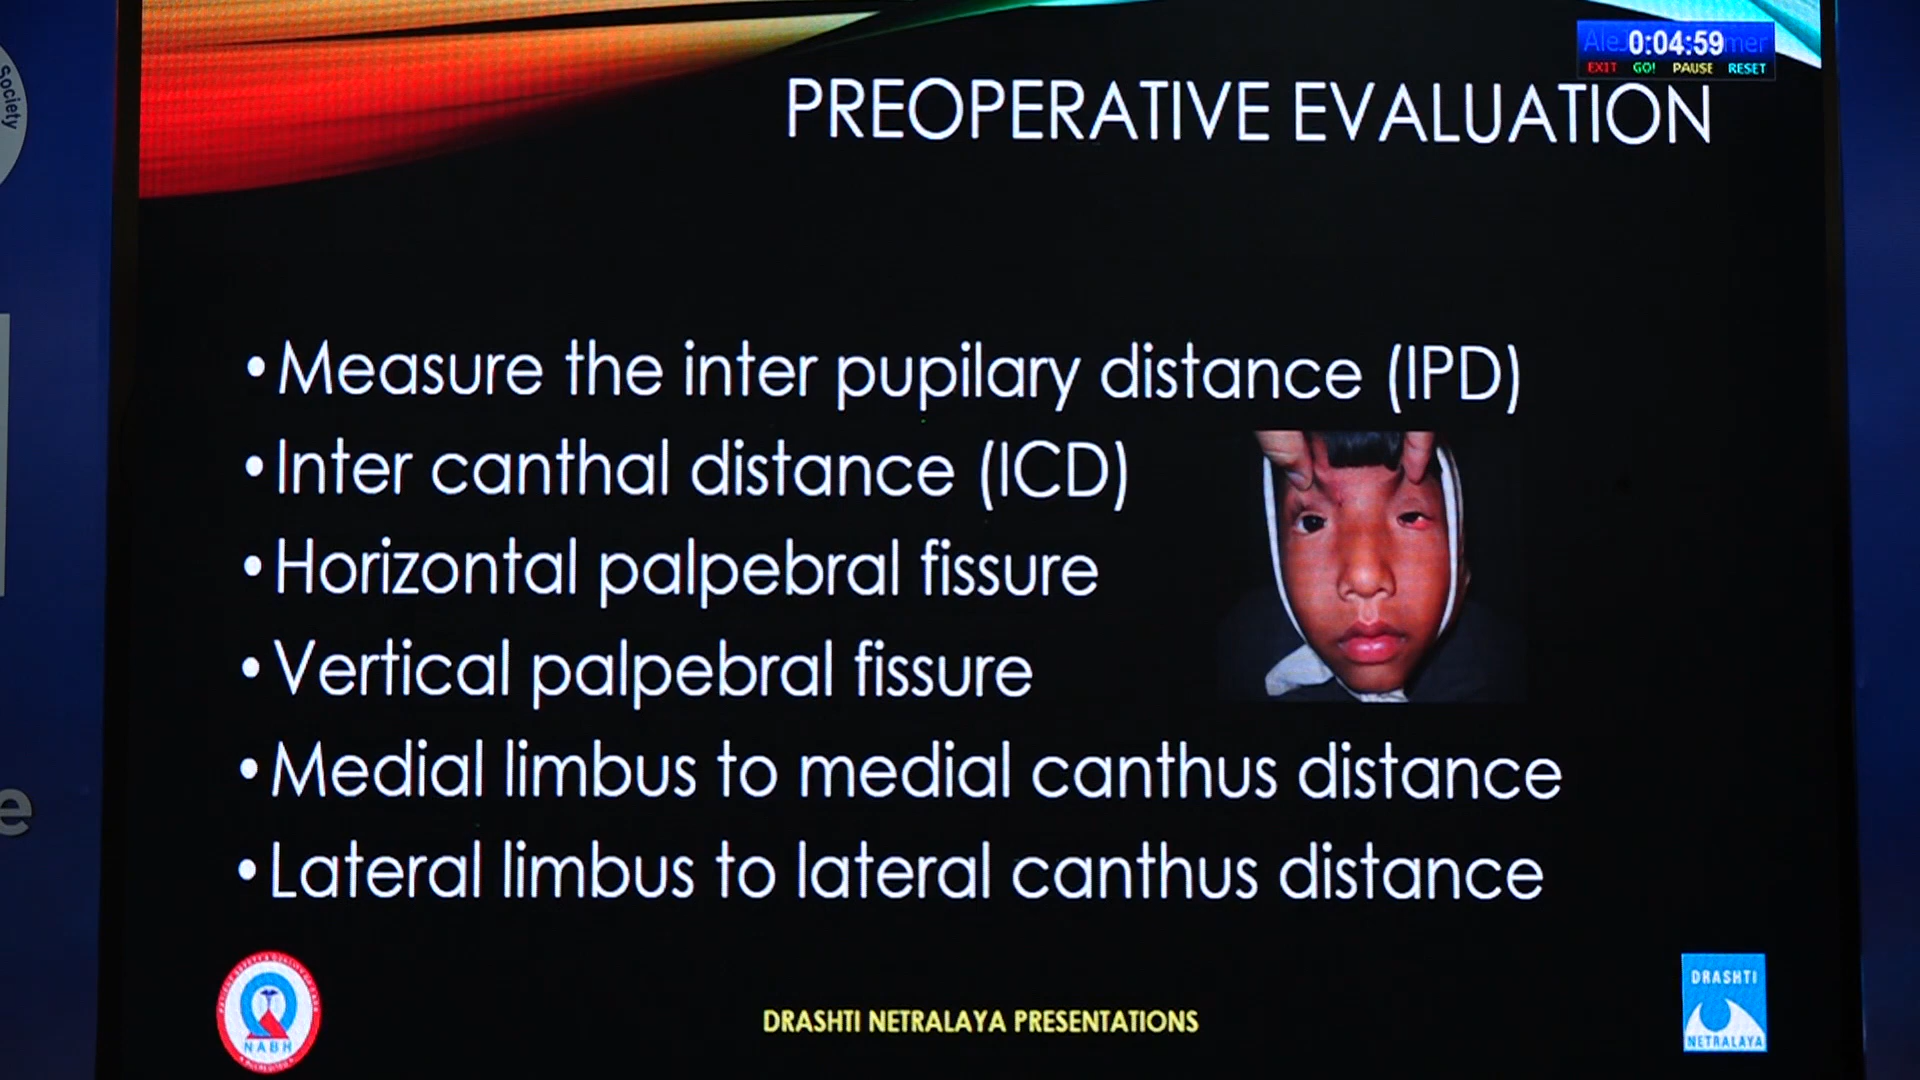 Society
0:04:59
EXIT GO! PAUSE RESET
PREOPERATIVE EVALUATION
•Measure the inter pupilary distance (IPD)
•Inter canthal distance (ICD)
•Horizontal palpebral fissure
•Vertical palpebral fissure
•Medial limbus to medial canthus distance
•Lateral limbus to lateral canthus distance
e
NABH
DRASHTI NETRALAYA PRESENTATIONS
DRASHTI
NETRALAYA